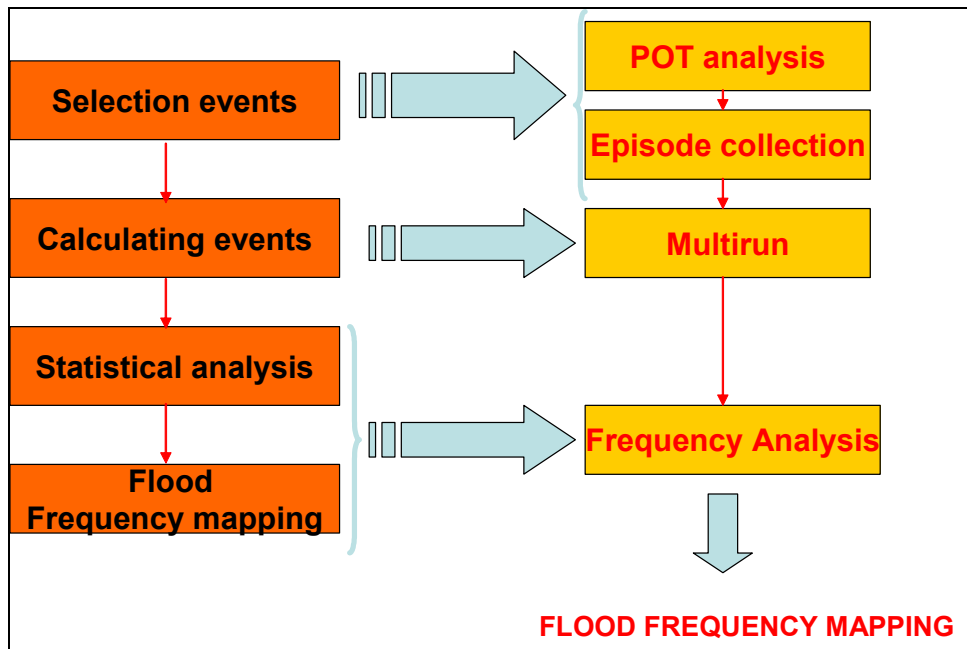 Selection events
Calculating events
Statistical analysis
Flood
Frequency mapping
POT analysis
Episode collection
Multirun
Frequency Analysis
FLOOD FREQUENCY MAPPING